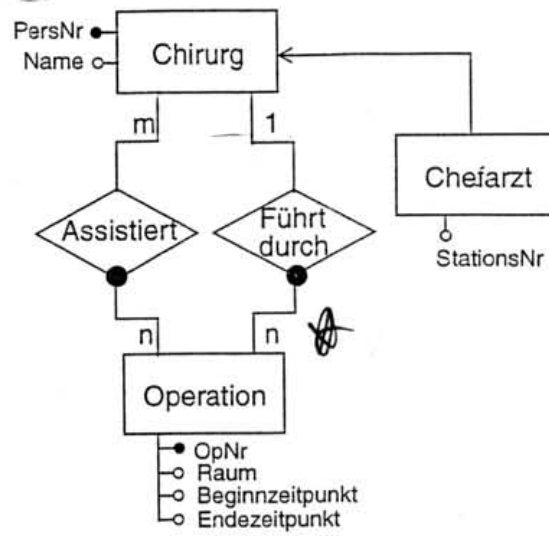 PersNr
Name
Chirurg
m
1
Assistiert
Führt
durch
Chefarzt
StationsNr
n
n
Operation
OpNr
Raum
Beginnzeitpunkt
Endezeitpunkt